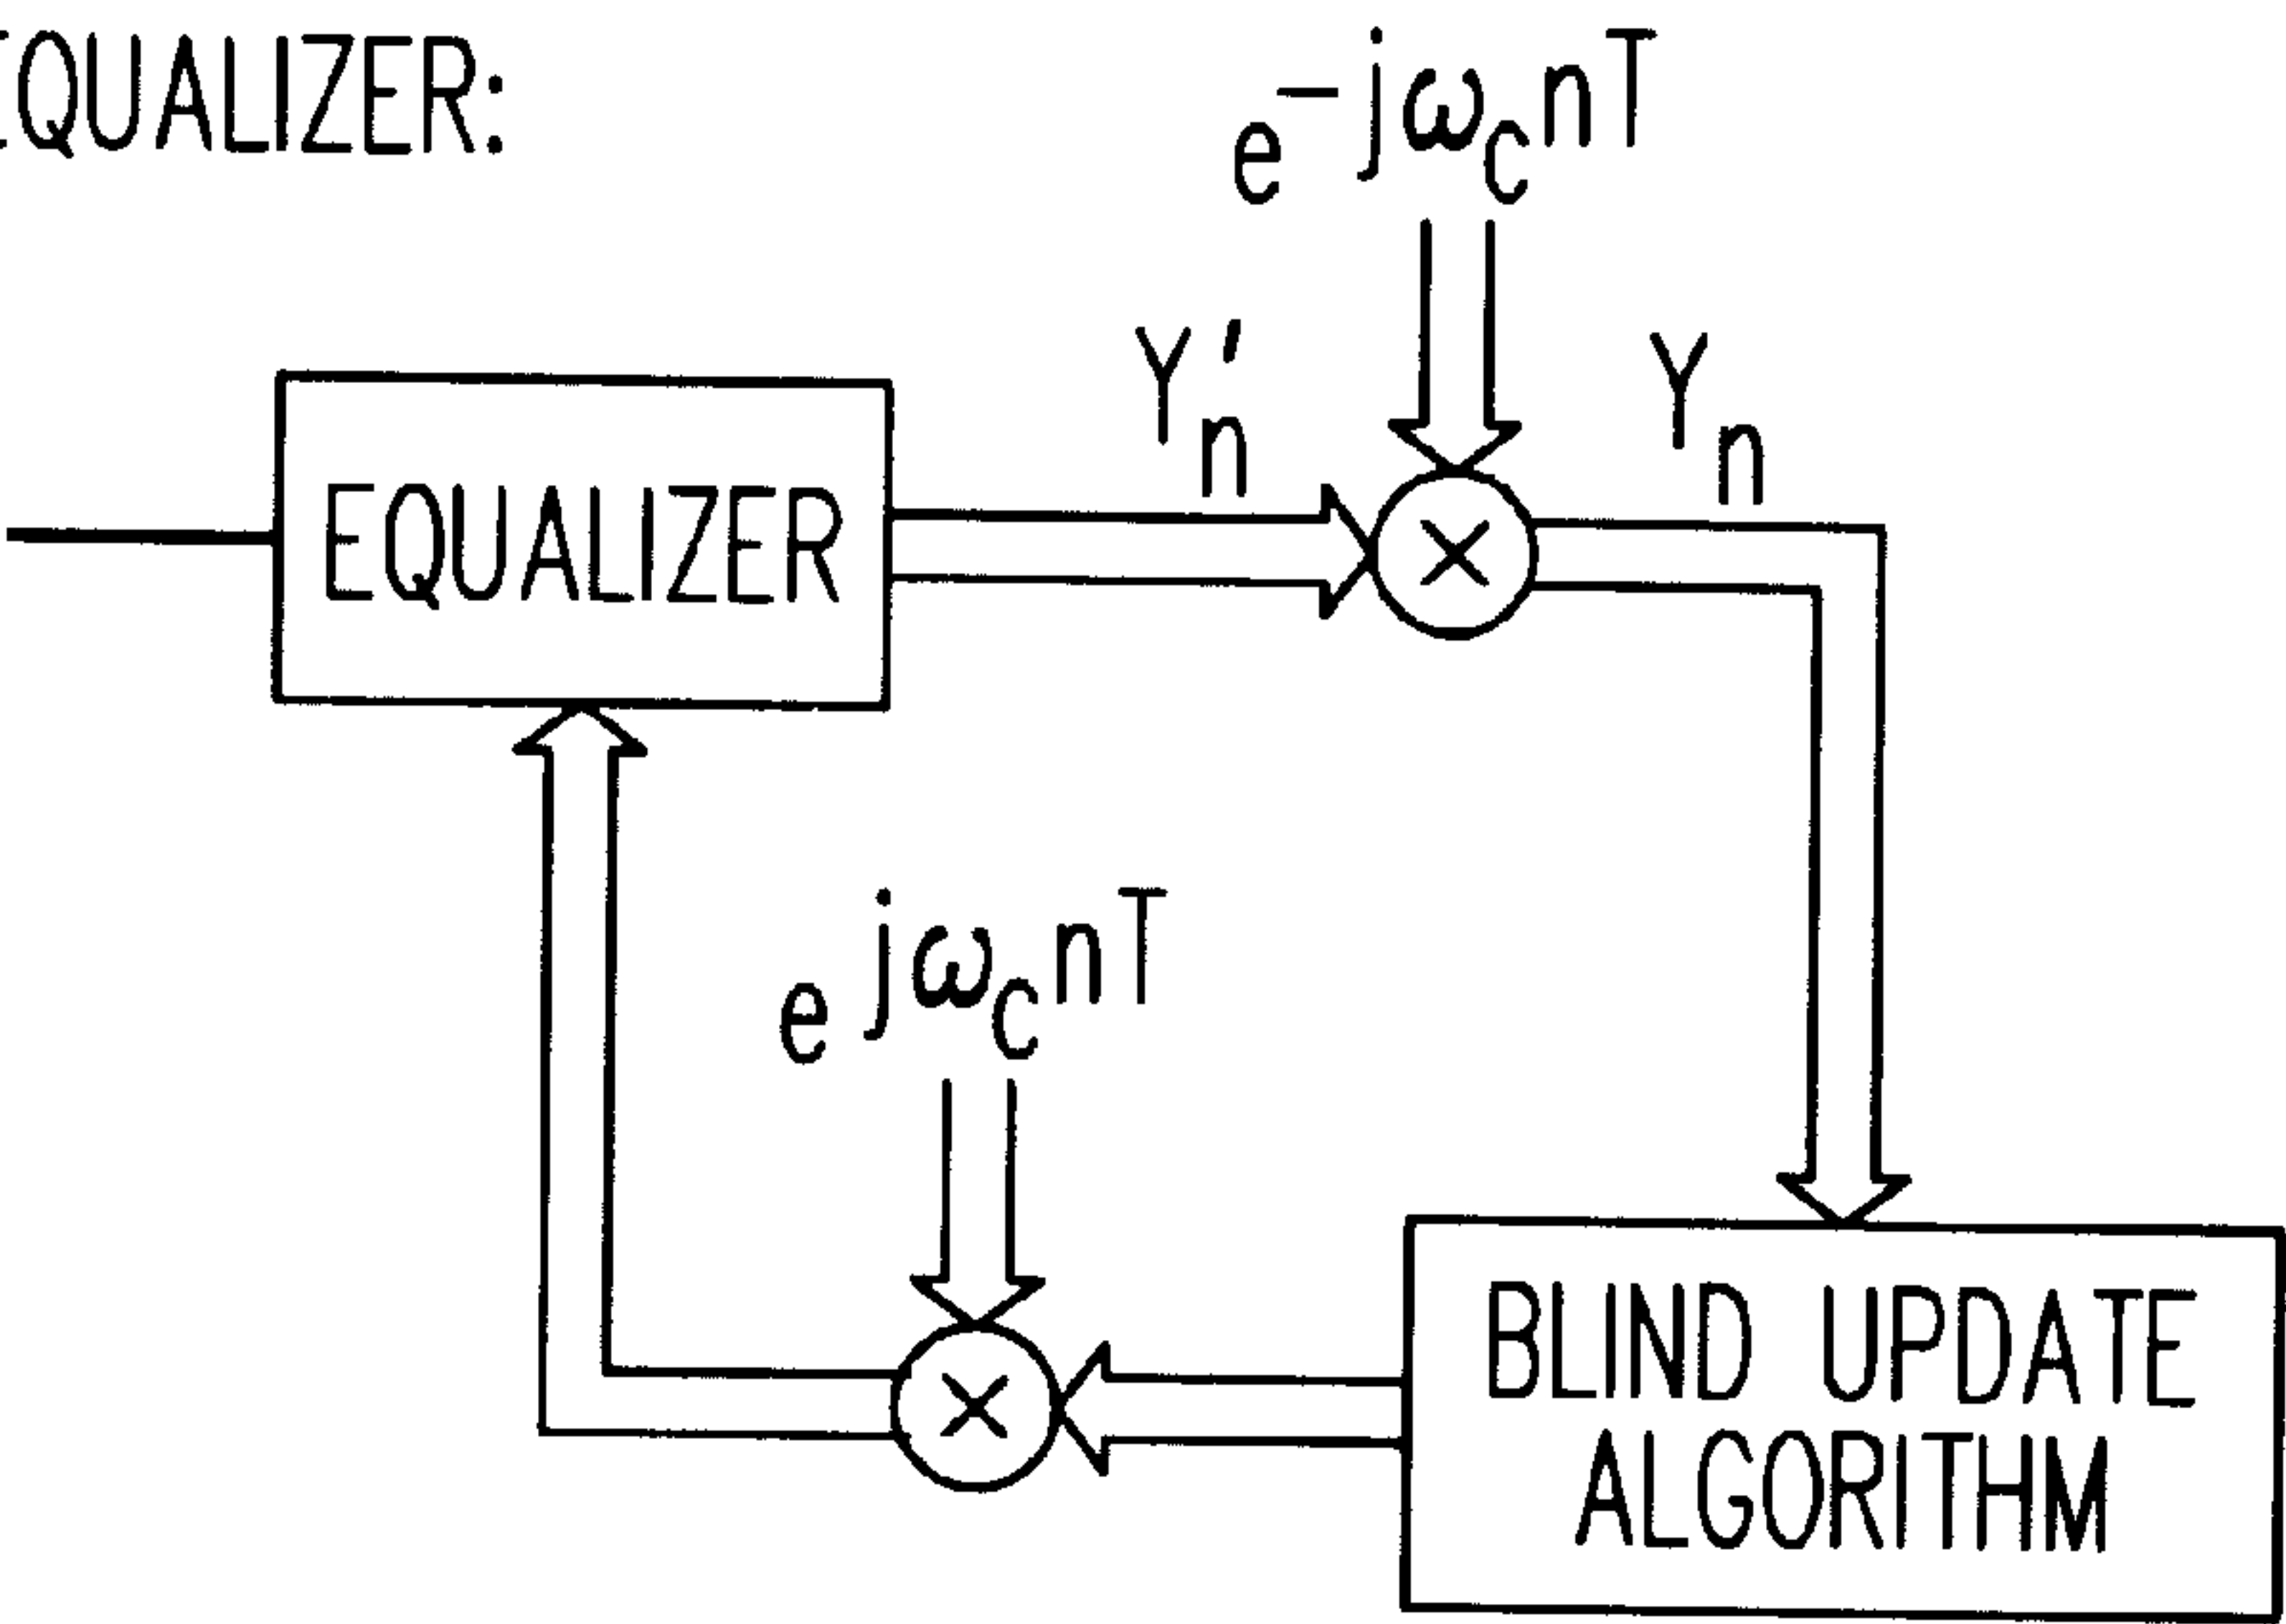 EQUALIZER:
e^-jω_c nT
Y'_n
Y_n
EQUALIZER
e^jω_c nT
BLIND UPDATE
ALGORITHM